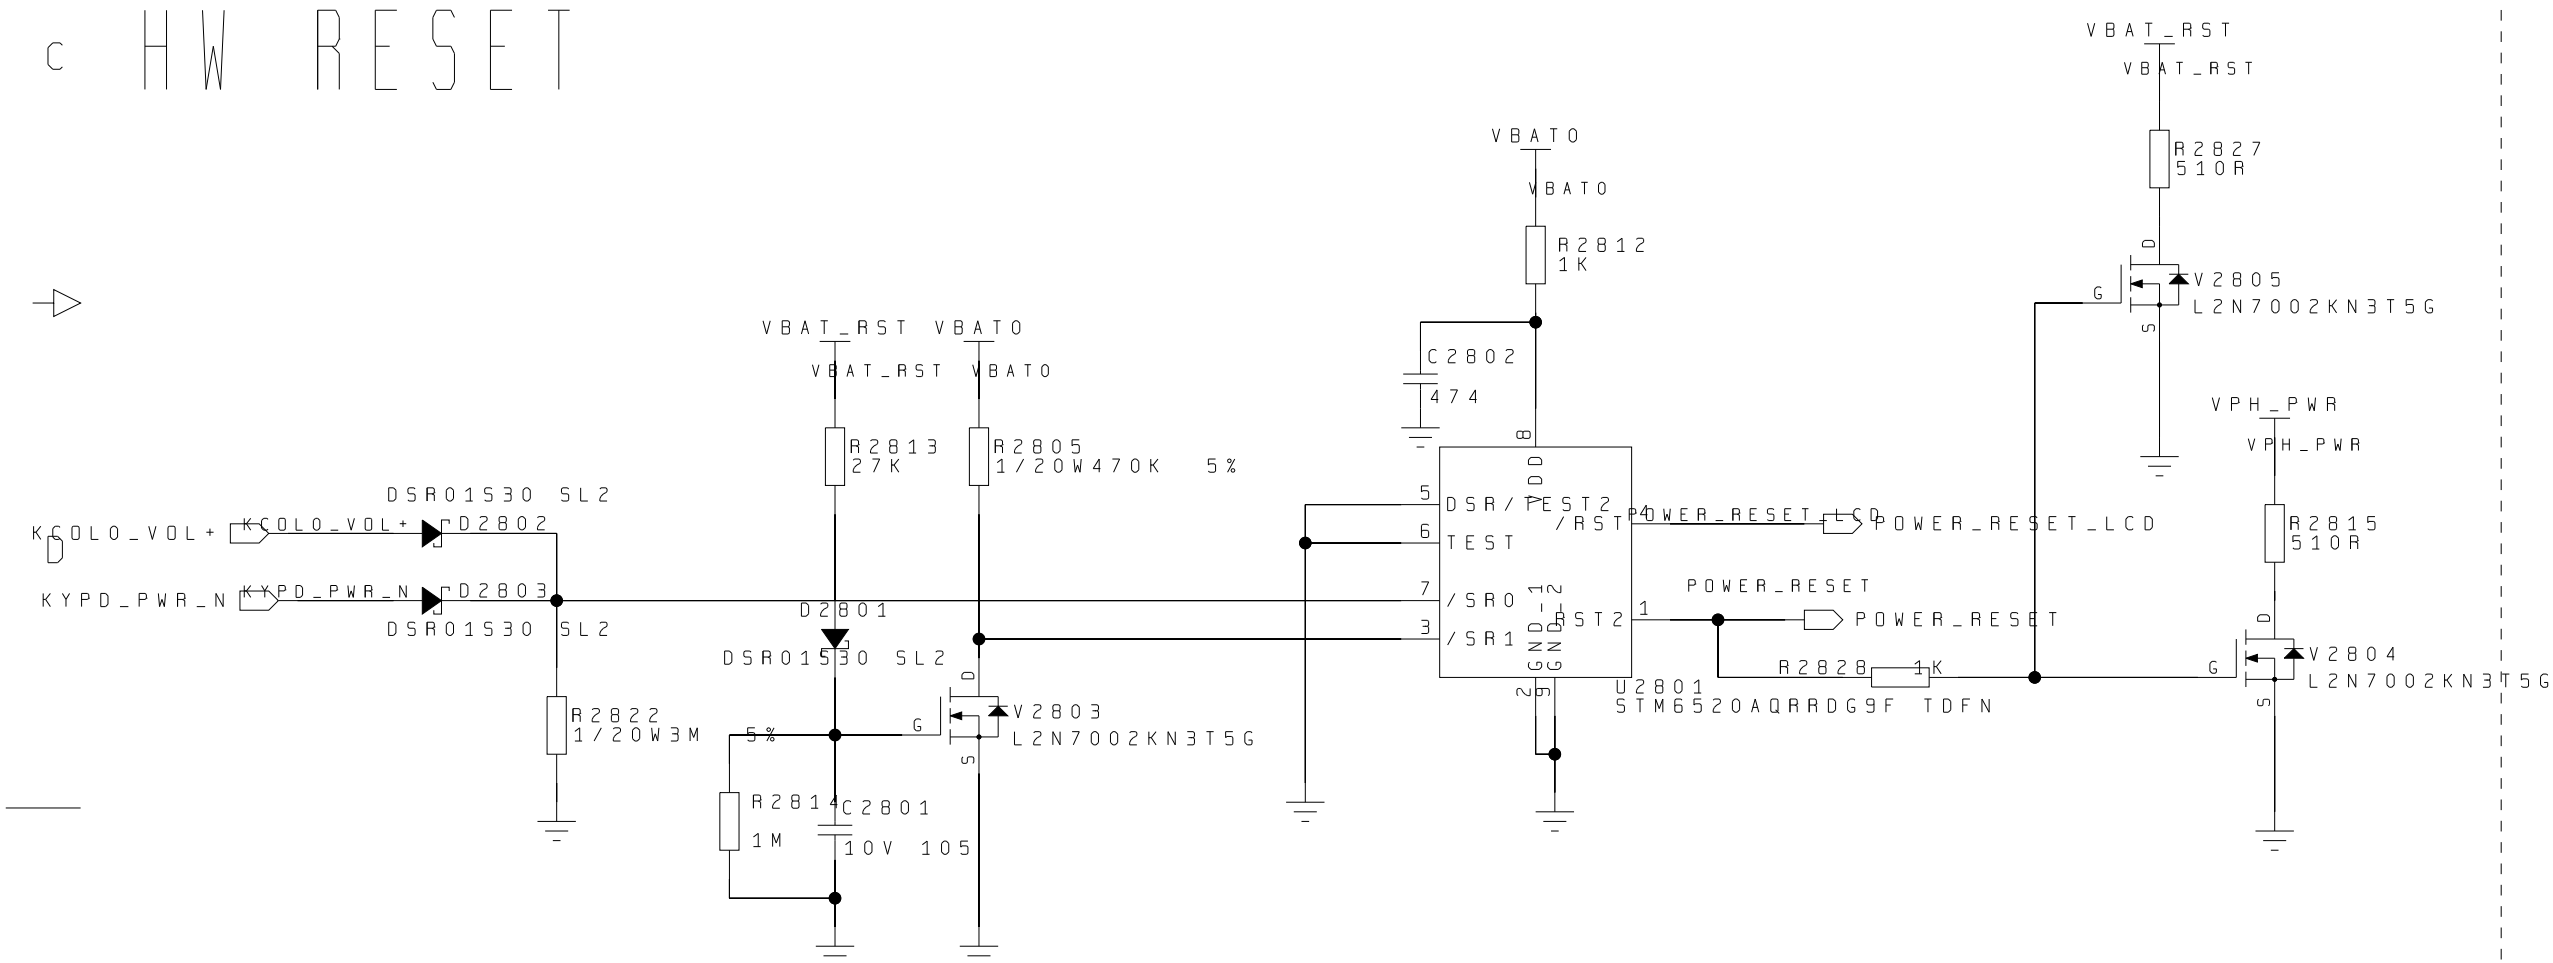 C HW RESET
VBAT_RST
VBAT_RST
R2827
510R
VBAT0
VBAT0
R2812
1K
D
G
S
V2805
L2N7002KN3T5G
VBAT_RST VBAT0
VBAT_RST VBAT0
C2802
474
R2813
27K
R2805
1/20W470K 5%
VPH_PWR
VPH_PWR
R2815
510R
DSR01S30 SL2
KCOLO_VOL+ KCOLO_VOL+ D2802
D
KYPD_PWR_N KYPD_PWR_N D2803
DSR01S30 SL2
D2801
DSR01S30 SL2
8
VDD
5 DSR/TEST2
/RST 4 POWER_RESET_LCD POWER_RESET_LCD
6 TEST
7 /SR0
POWER_RESET
RST2 1 POWER_RESET
3 /SR1
GND_1
GND_2
2
9
U2801
STM6520AQRRDG9F TDFN
R2828 1K
D
G
S
V2804
L2N7002KN3T5G
R2822
1/20W3M 5%
D
G
S
V2803
L2N7002KN3T5G
R2814
1M
C2801
10V 105